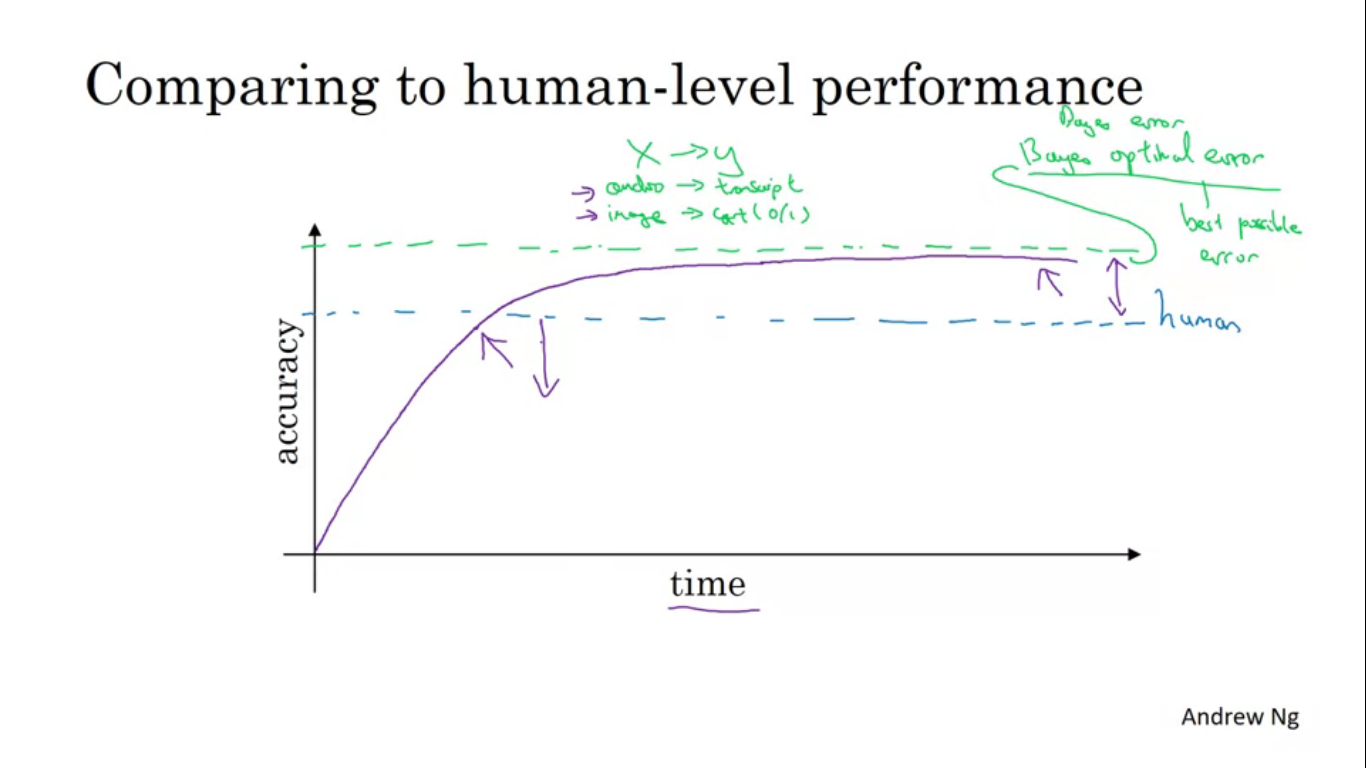 Comparing to human-level performance
Bayes error
Bayes optimal error
X → y
→ audio → transcript
→ image → cat (0/1)
best possible
error
human
accuracy
time
Andrew Ng